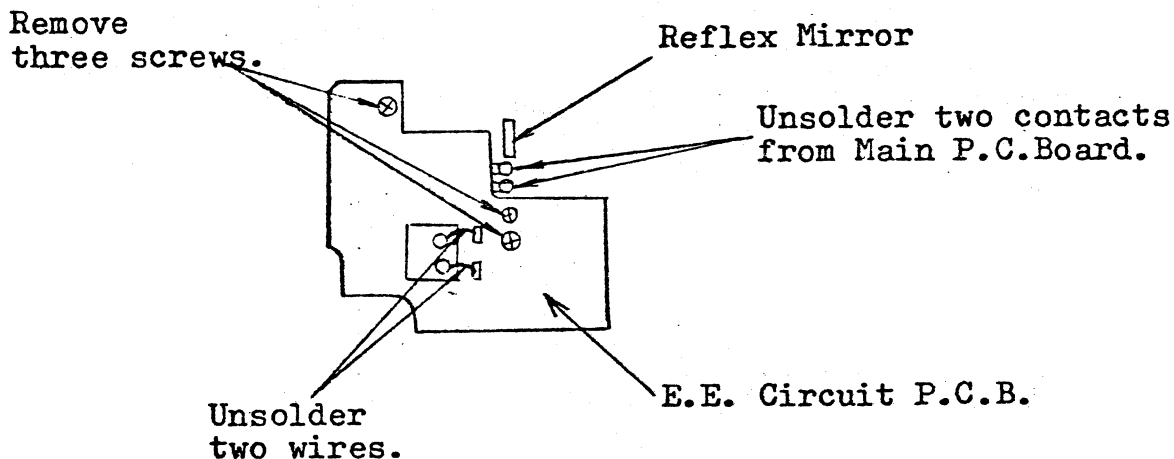 Remove
three screws.
Reflex Mirror
Unsolder two contacts
from Main P.C.Board.
E.E. Circuit P.C.B.
Unsolder
two wires.